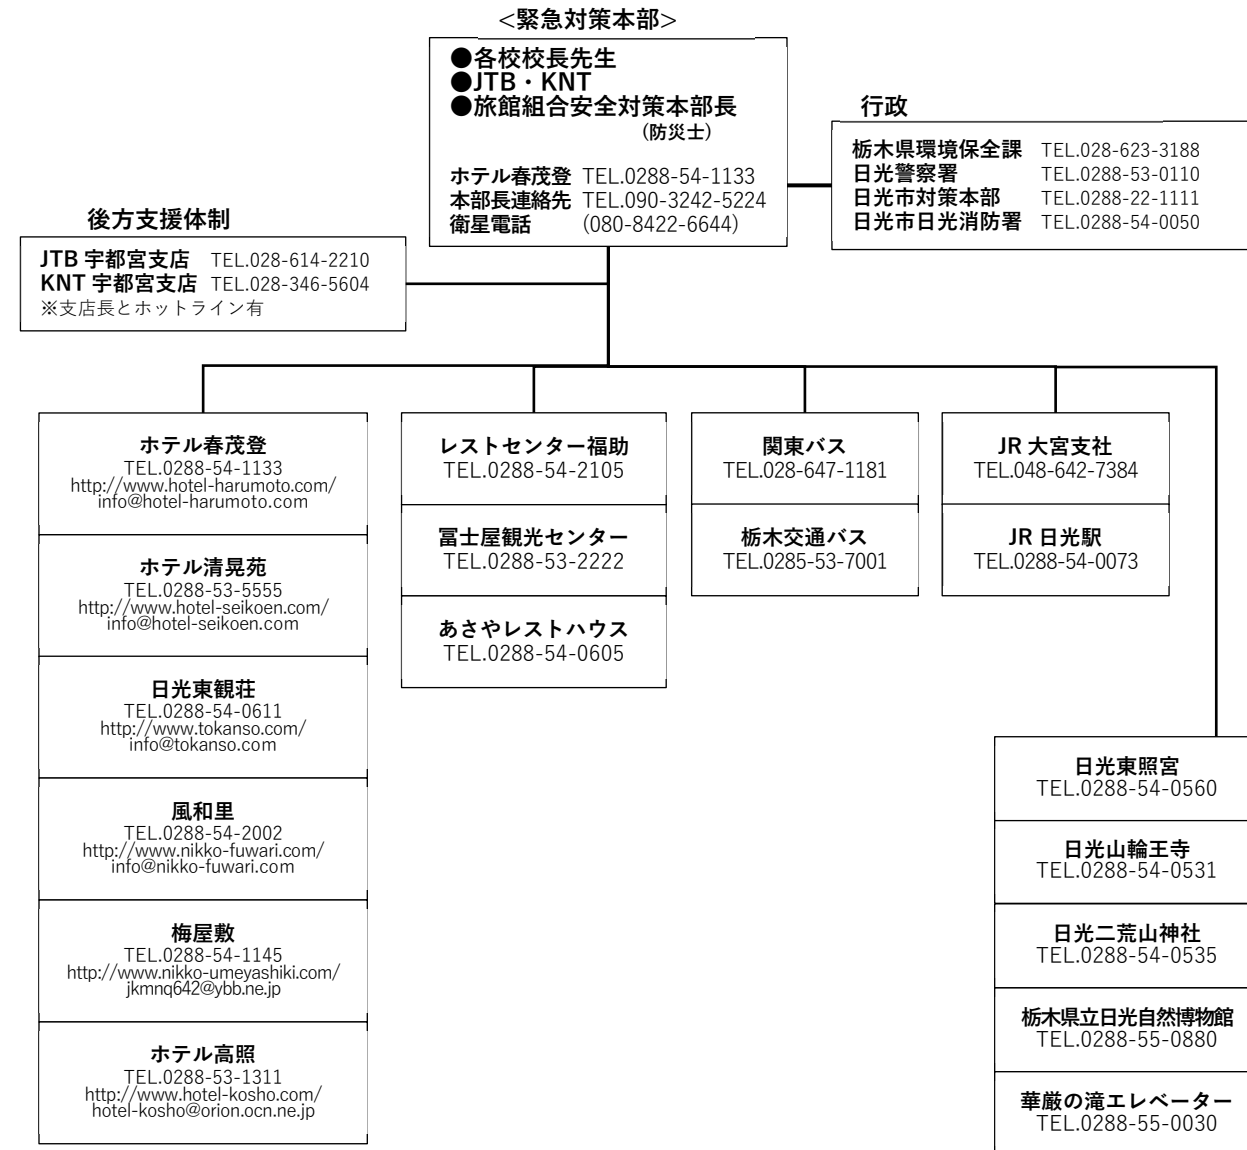 <緊急対策本部>
●各校校長先生
●JTB・KNT
●旅館組合安全対策本部長
(防災士)
ホテル春茂登 TEL.0288-54-1133
本部長連絡先 TEL.090-3242-5224
衛星電話 (080-8422-6644)
行政
栃木県環境保全課 TEL.028-623-3188
日光警察署 TEL.0288-53-0110
日光市対策本部 TEL.0288-22-1111
日光市日光消防署 TEL.0288-54-0050
後方支援体制
JTB 宇都宮支店 TEL.028-614-2210
KNT 宇都宮支店 TEL.028-346-5604
※支店長とホットライン有
ホテル春茂登
TEL.0288-54-1133
http://www.hotel-harumoto.com/
info@hotel-harumoto.com
ホテル清晃苑
TEL.0288-53-5555
http://www.hotel-seikoen.com/
info@hotel-seikoen.com
日光東観荘
TEL.0288-54-0611
http://www.tokanso.com/
info@tokanso.com
風和里
TEL.0288-54-2002
http://www.nikko-fuwari.com/
info@nikko-fuwari.com
梅屋敷
TEL.0288-54-1145
http://www.nikko-umeyashiki.com/
jkmnq642@ybb.ne.jp
ホテル高照
TEL.0288-53-1311
http://www.hotel-kosho.com/
hotel-kosho@orion.ocn.ne.jp
レストセンター福助
TEL.0288-54-2105
冨士屋観光センター
TEL.0288-53-2222
あさやレストハウス
TEL.0288-54-0605
関東バス
TEL.028-647-1181
栃木交通バス
TEL.0285-53-7001
JR 大宮支社
TEL.048-642-7384
JR 日光駅
TEL.0288-54-0073
日光東照宮
TEL.0288-54-0560
日光山輪王寺
TEL.0288-54-0531
日光二荒山神社
TEL.0288-54-0535
栃木県立日光自然博物館
TEL.0288-55-0880
華厳の滝エレベーター
TEL.0288-55-0030